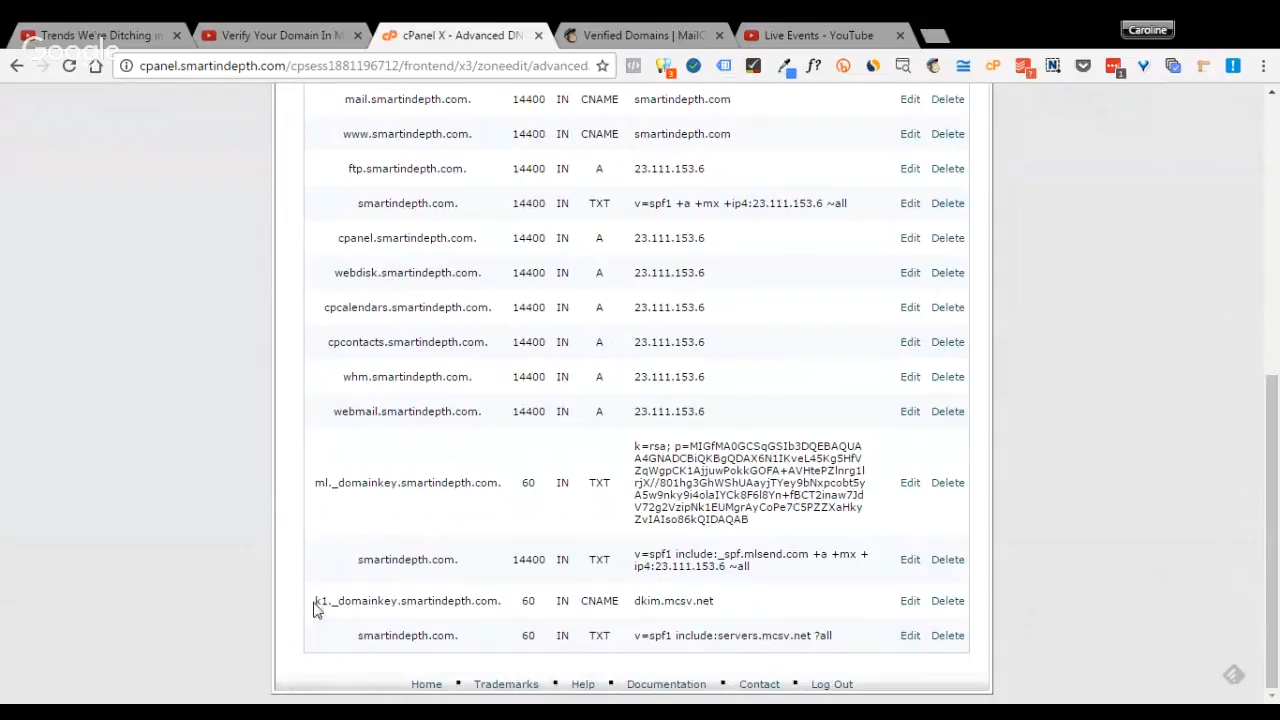 Trends We're Ditching in
Verify Your Domain In M
cPanel X - Advanced DN
Verified Domains | MailC
Live Events - YouTube
Caroline
Google
cpanel.smartindepth.com/cpsess1881196712/frontend/x3/zoneedit/advanced.
mail.smartindepth.com. 14400 IN CNAME smartindepth.com Edit Delete
www.smartindepth.com. 14400 IN CNAME smartindepth.com Edit Delete
ftp.smartindepth.com. 14400 IN A 23.111.153.6 Edit Delete
smartindepth.com. 14400 IN TXT v=spf1 +a +mx +ip4:23.111.153.6 ~all Edit Delete
cpanel.smartindepth.com. 14400 IN A 23.111.153.6 Edit Delete
webdisk.smartindepth.com. 14400 IN A 23.111.153.6 Edit Delete
cpcalendars.smartindepth.com. 14400 IN A 23.111.153.6 Edit Delete
cpcontacts.smartindepth.com. 14400 IN A 23.111.153.6 Edit Delete
whm.smartindepth.com. 14400 IN A 23.111.153.6 Edit Delete
webmail.smartindepth.com. 14400 IN A 23.111.153.6 Edit Delete
k=rsa; p=MIGfMA0GCSqGSIb3DQEBAQUA
A4GNADCBiQKBgQDAX6N1IKveL45Kg5HfV
ZqWgpCK1AjjuwPokkGOFA+AVHtePZlnrg1l
rjX//801hg3GhWShUAayjTYey9bNxpcobt5y
ml._domainkey.smartindepth.com. 60 IN TXT Edit Delete
A5w9nky9i4olaIYCk8F6l8Yn+fBCT2inaw7Jd
V72g2VzipNk1EUMgrAyCoPe7C5PZZXaHky
ZvIAIso86kQIDAQAB
smartindepth.com. 14400 IN TXT v=spf1 include:_spf.mlsend.com +a +mx + Edit Delete
ip4:23.111.153.6 ~all
k1._domainkey.smartindepth.com. 60 IN CNAME dkim.mcsv.net Edit Delete
smartindepth.com. 60 IN TXT v=spf1 include:servers.mcsv.net ?all Edit Delete
Home ▪ Trademarks ▪ Help ▪ Documentation ▪ Contact ▪ Log Out